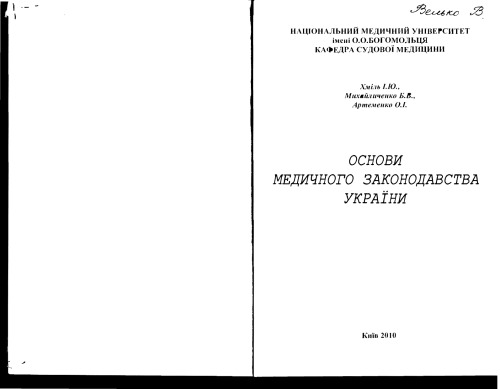 Велько В.
НАЦІОНАЛЬНИЙ МЕДИЧНИЙ УНІВЕРСИТЕТ
імені О.О.БОГОМОЛЬЦЯ
КАФЕДРА СУДОВОЇ МЕДИЦИНИ
Хміль І.Ю.,
Михайличенко Б.В.,
Артеменко О.І.
ОСНОВИ
МЕДИЧНОГО ЗАКОНОДАВСТВА
УКРАЇНИ
Київ 2010